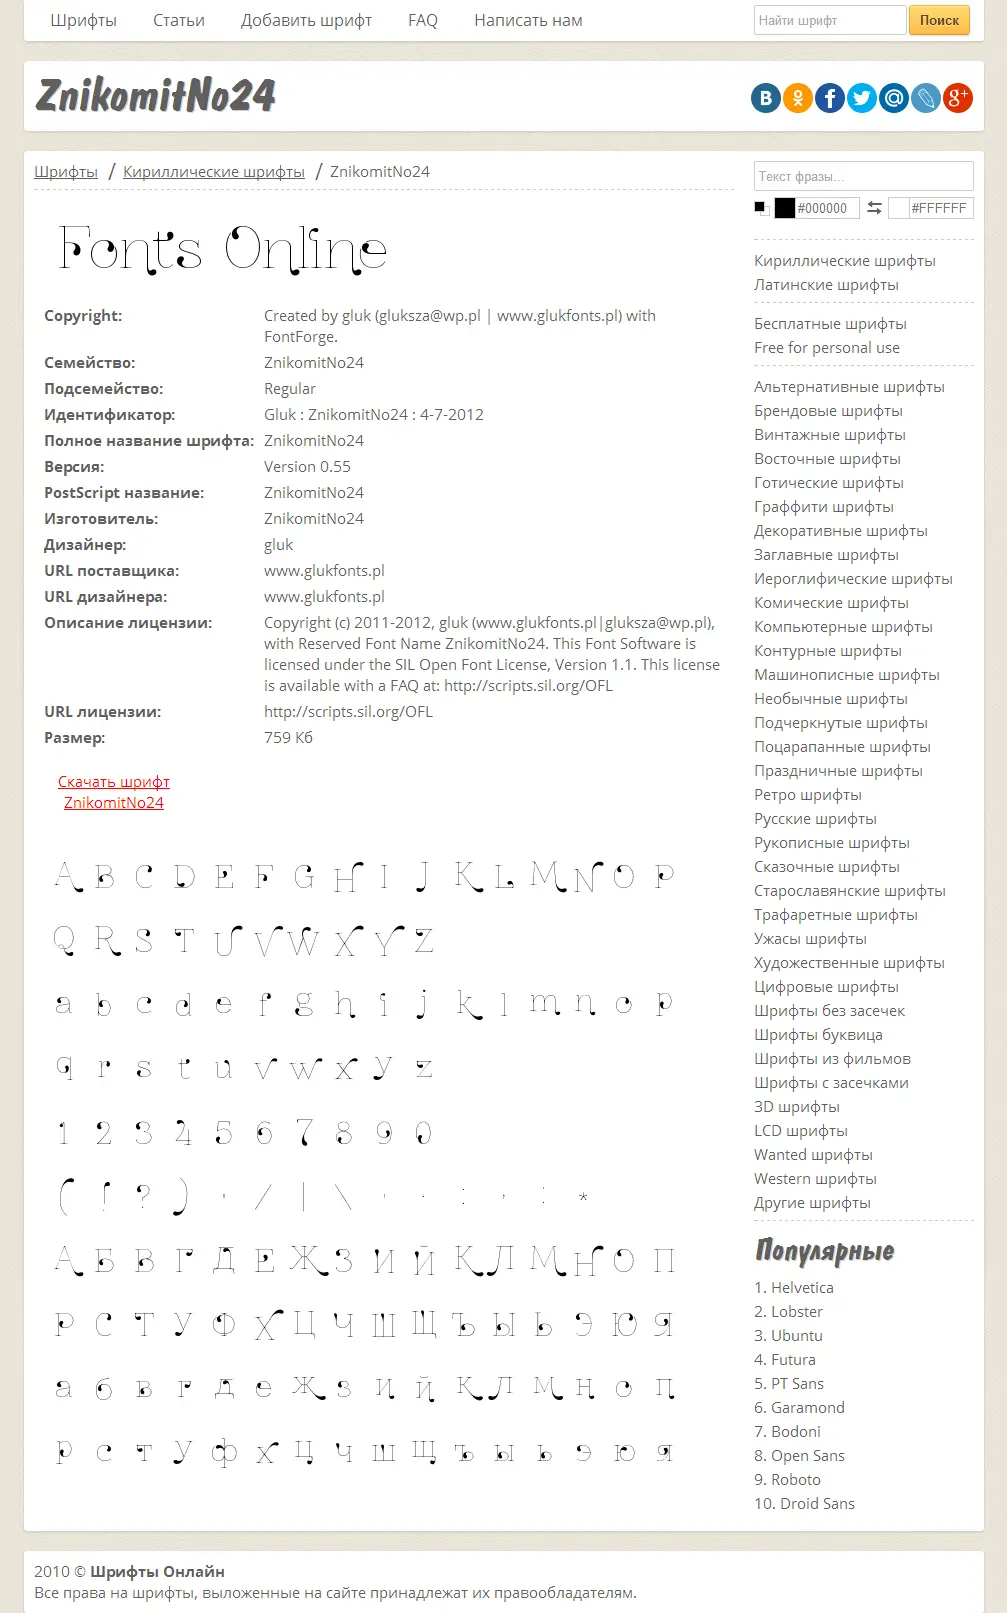 Шрифты Статьи Добавить шрифт FAQ Написать нам Найти шрифт Поиск
ZnikomitNo24
Шрифты / Кириллические шрифты / ZnikomitNo24
Fonts Online
Copyright: Created by gluk (gluksza@wp.pl | www.glukfonts.pl) with
FontForge.
Семейство: ZnikomitNo24
Подсемейство: Regular
Идентификатор: Gluk : ZnikomitNo24 : 4-7-2012
Полное название шрифта: ZnikomitNo24
Версия: Version 0.55
PostScript название: ZnikomitNo24
Изготовитель: ZnikomitNo24
Дизайнер: gluk
URL поставщика: www.glukfonts.pl
URL дизайнера: www.glukfonts.pl
Описание лицензии: Copyright (c) 2011-2012, gluk (www.glukfonts.pl|gluksza@wp.pl),
with Reserved Font Name ZnikomitNo24. This Font Software is
licensed under the SIL Open Font License, Version 1.1. This license
is available with a FAQ at: http://scripts.sil.org/OFL
URL лицензии: http://scripts.sil.org/OFL
Размер: 759 Кб
Скачать шрифт
ZnikomitNo24
A B C D E F G H I J K L M N O P
Q R S T U V W X Y Z
a b c d e f g h i j k l m n o p
q r s t u v w x y z
1 2 3 4 5 6 7 8 9 0
( ! ? ) ' / | \ ' . : , : *
А Б В Г Д Е Ж З И Й К Л М Н О П
Р С Т У Ф Х Ц Ч Ш Щ Ъ Ы Ь Э Ю Я
а б в г д е ж з и й к л м н о п
р с т у ф х ц ч ш щ ъ ы ь э ю я
Текст фразы...
#000000 #FFFFFF
Кириллические шрифты
Латинские шрифты
Бесплатные шрифты
Free for personal use
Альтернативные шрифты
Брендовые шрифты
Винтажные шрифты
Восточные шрифты
Готические шрифты
Граффити шрифты
Декоративные шрифты
Заглавные шрифты
Иероглифические шрифты
Комические шрифты
Компьютерные шрифты
Контурные шрифты
Машинописные шрифты
Необычные шрифты
Подчеркнутые шрифты
Поцарапанные шрифты
Праздничные шрифты
Ретро шрифты
Русские шрифты
Рукописные шрифты
Сказочные шрифты
Старославянские шрифты
Трафаретные шрифты
Ужасы шрифты
Художественные шрифты
Цифровые шрифты
Шрифты без засечек
Шрифты буквица
Шрифты из фильмов
Шрифты с засечками
3D шрифты
LCD шрифты
Wanted шрифты
Western шрифты
Другие шрифты
Популярные
1. Helvetica
2. Lobster
3. Ubuntu
4. Futura
5. PT Sans
6. Garamond
7. Bodoni
8. Open Sans
9. Roboto
10. Droid Sans
2010 © Шрифты Онлайн
Все права на шрифты, выложенные на сайте принадлежат их правообладателям.